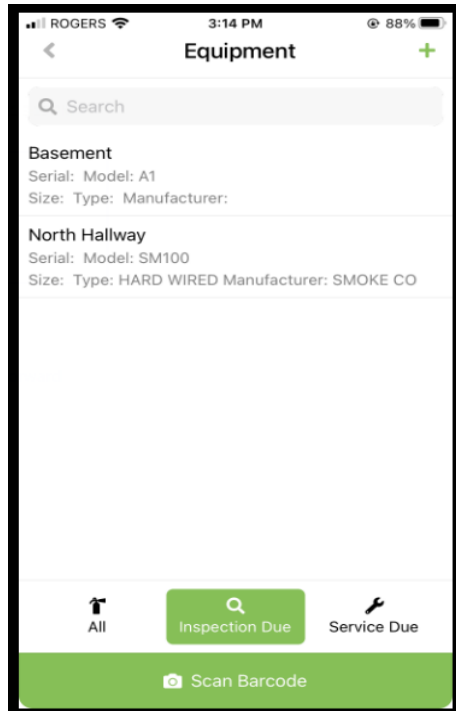 ROGERS 3:14 PM 88%
Equipment +
Search
Basement
Serial: Model: A1
Size: Type: Manufacturer:
North Hallway
Serial: Model: SM100
Size: Type: HARD WIRED Manufacturer: SMOKE CO
All Inspection Due Service Due
Scan Barcode